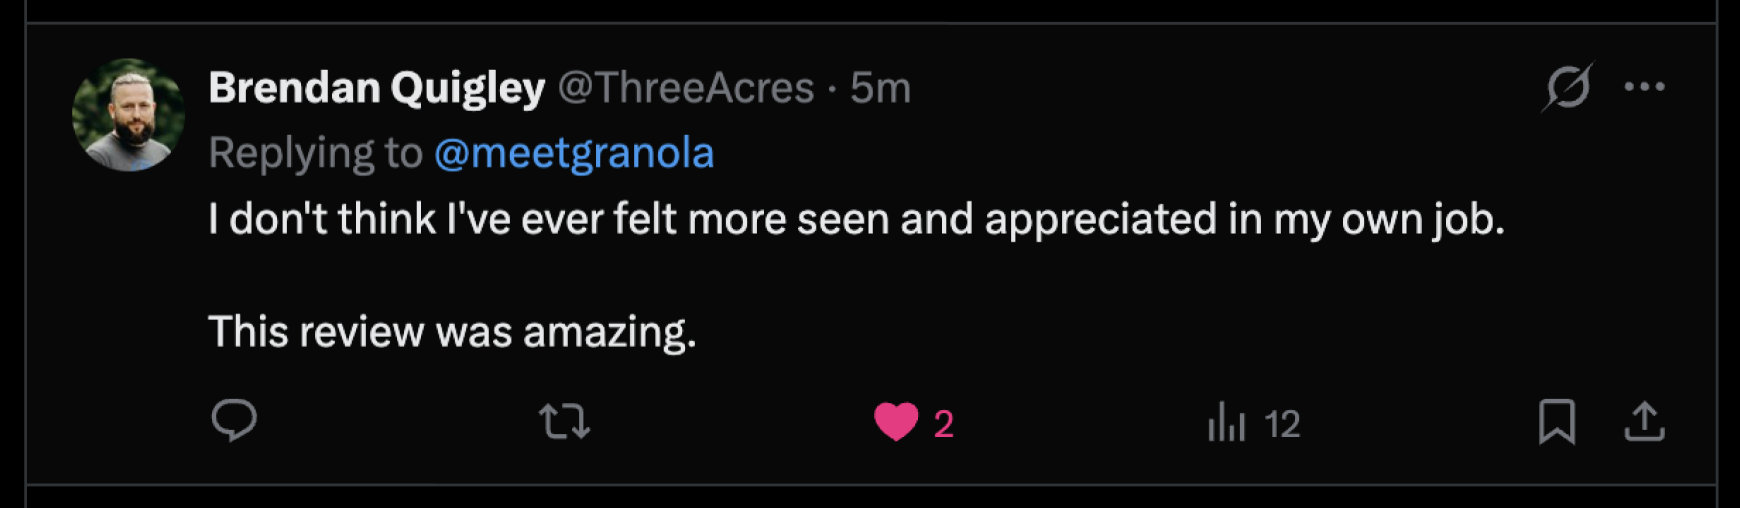 Brendan Quigley @ThreeAcres · 5m
Replying to @meetgranola
I don't think I've ever felt more seen and appreciated in my own job.
This review was amazing.
2 12